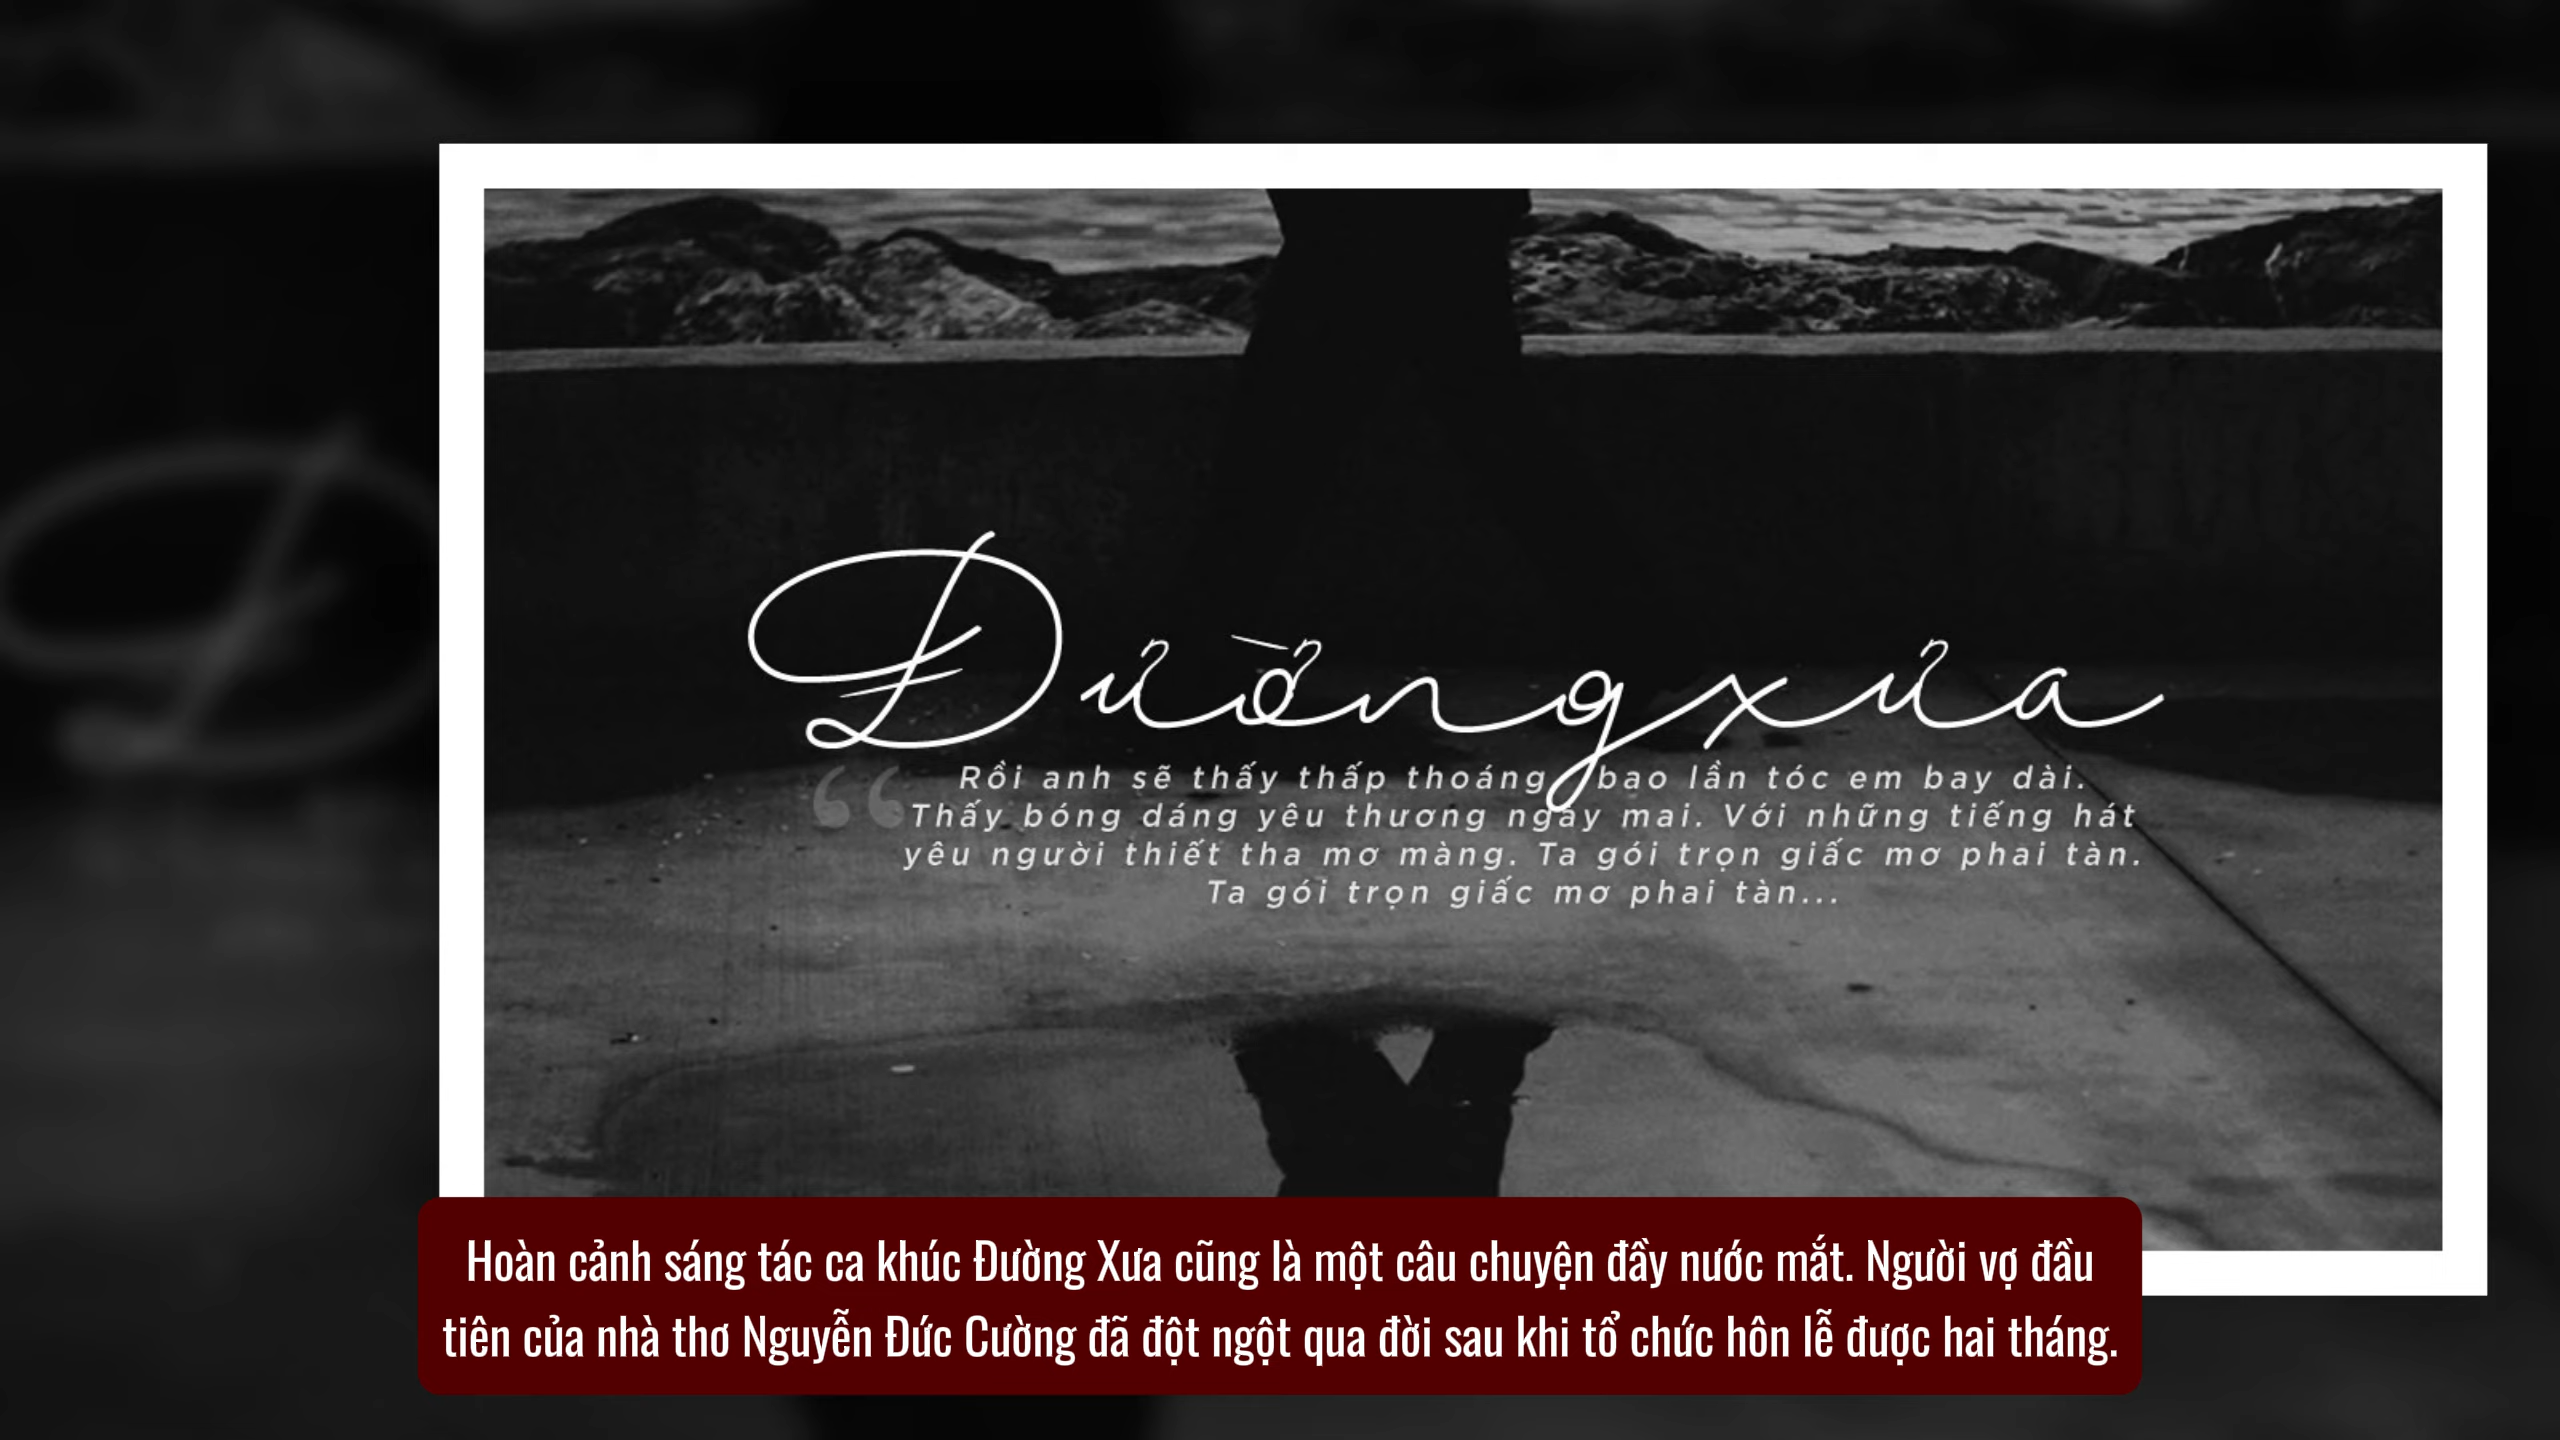 Đường xưa
Rồi anh sẽ thấy thấp thoáng bao lần tóc em bay dài.
Thấy bóng dáng yêu thương ngày mai. Với những tiếng hát
yêu người thiết tha mơ màng. Ta gói trọn giấc mơ phai tàn.
Ta gói trọn giấc mơ phai tàn...
Hoàn cảnh sáng tác ca khúc Đường Xưa cũng là một câu chuyện đầy nước mắt. Người vợ đầu
tiên của nhà thơ Nguyễn Đức Cường đã đột ngột qua đời sau khi tổ chức hôn lễ được hai tháng.